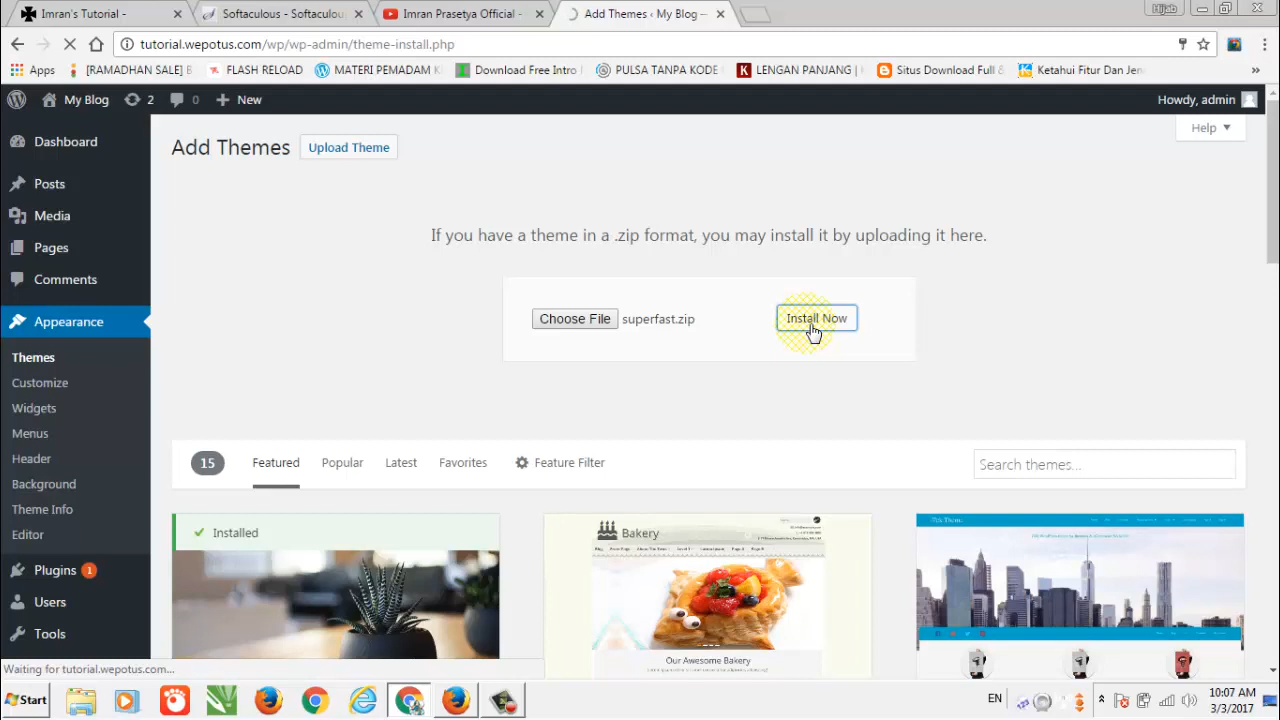 Imran's Tutorial -
Softaculous - Softaculou
Imran Prasetya Official -
Add Themes ‹ My Blog —
Hijab
tutorial.wepotus.com/wp/wp-admin/theme-install.php
Apps
[RAMADHAN SALE] B
FLASH RELOAD
MATERI PEMADAM K
Download Free Intro
PULSA TANPA KODE
LENGAN PANJANG |
Situs Download Full &
Ketahui Fitur Dan Jen
»
My Blog
2
0
New
Howdy, admin
Help
Dashboard
Posts
Media
Pages
Comments
Appearance
Themes
Customize
Widgets
Menus
Header
Background
Theme Info
Editor
Plugins 1
Users
Tools
Add Themes
Upload Theme
If you have a theme in a .zip format, you may install it by uploading it here.
Choose File superfast.zip
Install Now
15
Featured
Popular
Latest
Favorites
Feature Filter
Search themes...
Installed
Bakery
Our Awesome Bakery
Waiting for tutorial.wepotus.com...
Start
EN
10:07 AM
3/3/2017